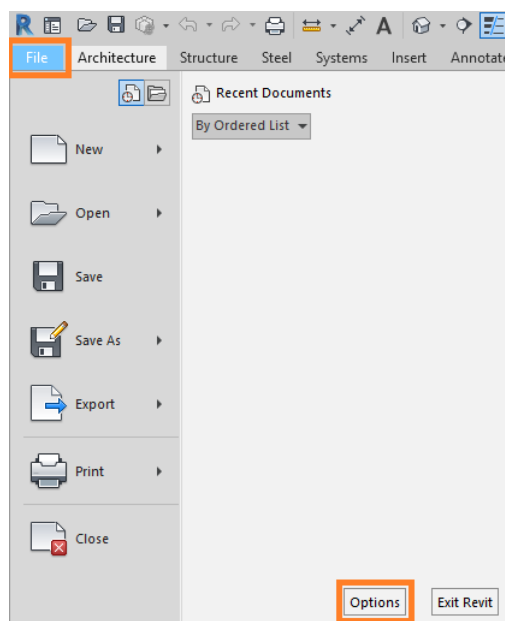 R A
File Architecture Structure Steel Systems Insert Annotate
Recent Documents
By Ordered List
New
Open
Save
Save As
Export
Print
Close
Options Exit Revit